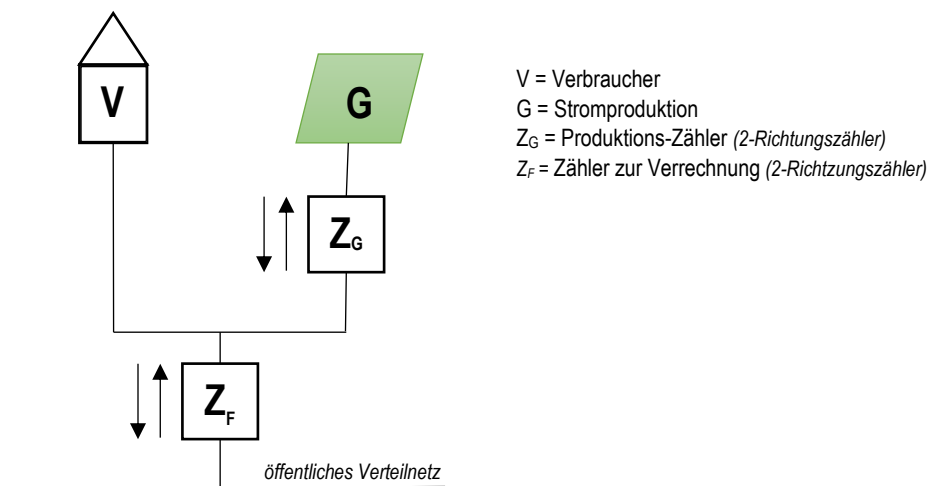 V
G
V = Verbraucher
G = Stromproduktion
ZG = Produktions-Zähler (2-Richtungszähler)
ZF = Zähler zur Verrechnung (2-Richtzungszähler)
ZG
ZF
öffentliches Verteilnetz